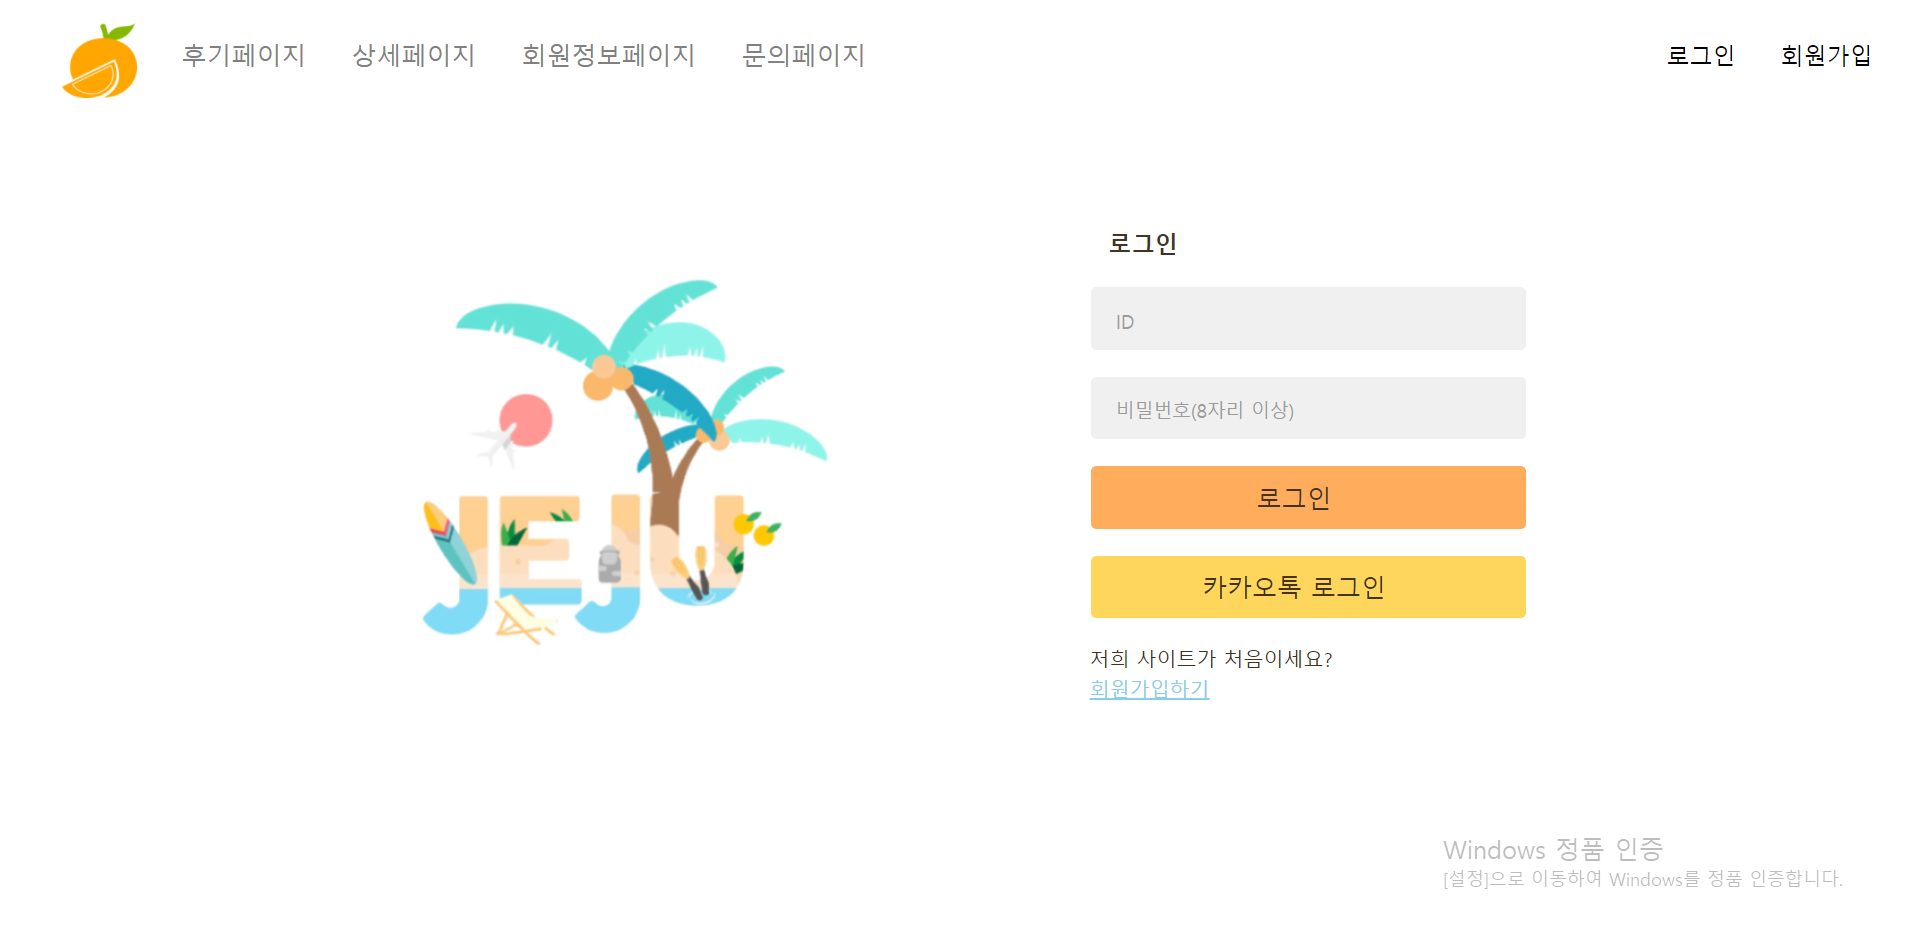 후기페이지 상세페이지 회원정보페이지 문의페이지 로그인 회원가입
로그인
ID
비밀번호(8자리 이상)
로그인
카카오톡 로그인
저희 사이트가 처음이세요?
회원가입하기
JEJU
Windows 정품 인증
[설정]으로 이동하여 Windows를 정품 인증합니다.